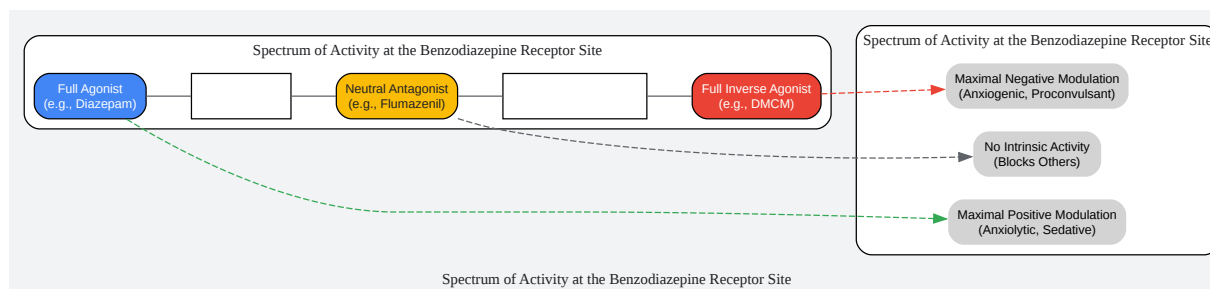 Spectrum of Activity at the Benzodiazepine Receptor Site
Full Agonist
(e.g., Diazepam)
Neutral Antagonist
(e.g., Flumazenil)
Full Inverse Agonist
(e.g., DMCM)
Spectrum of Activity at the Benzodiazepine Receptor Site
Maximal Negative Modulation
(Anxiogenic, Proconvulsant)
No Intrinsic Activity
(Blocks Others)
Maximal Positive Modulation
(Anxiolytic, Sedative)
Spectrum of Activity at the Benzodiazepine Receptor Site